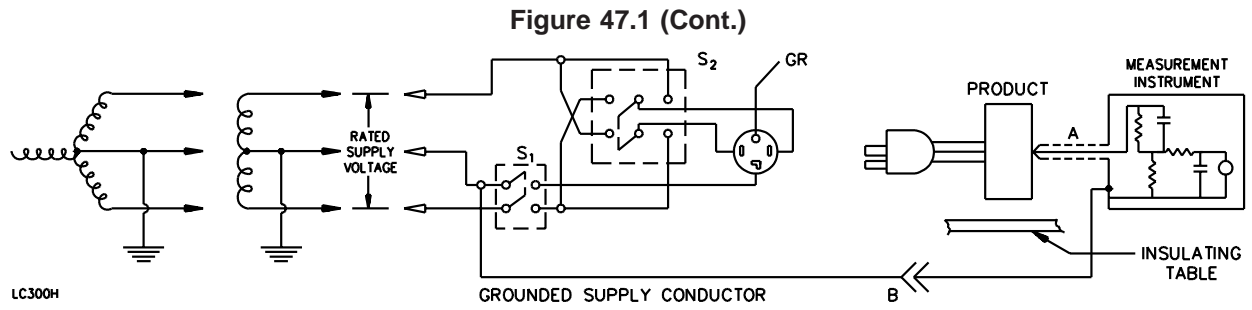 Figure 47.1 (Cont.)
S2
GR
RATED
SUPPLY
VOLTAGE
S1
PRODUCT
A
MEASUREMENT
INSTRUMENT
INSULATING
TABLE
LC300H
GROUNDED SUPPLY CONDUCTOR
B